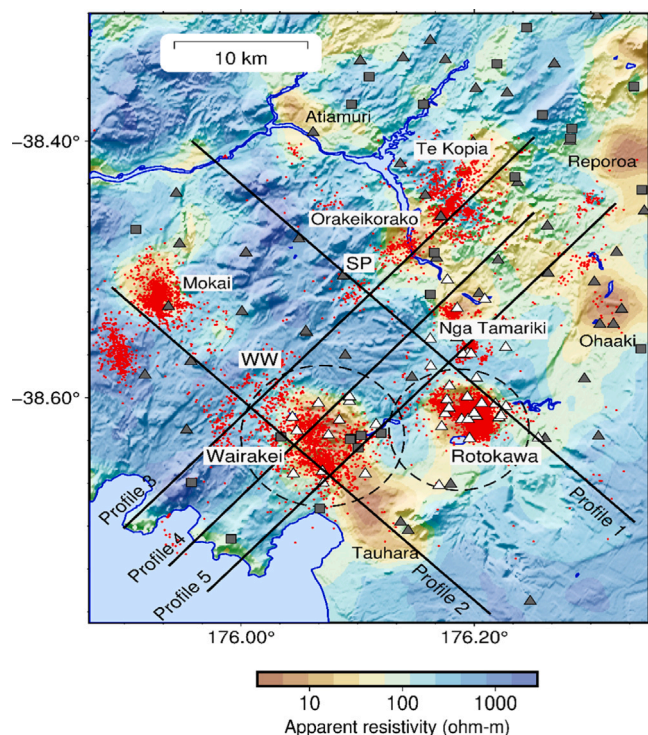 10 km
Atiamuri
−38.40°
Te Kopia
Reporoa
Orakeikorako
SP
Mokai
Nga Tamariki
Ohaaki
WW
−38.60°
Wairakei
Rotokawa
Profile 3
Profile 1
Profile 4
Tauhara
Profile 5
Profile 2
176.00°
176.20°
10
100
1000
Apparent resistivity (ohm-m)